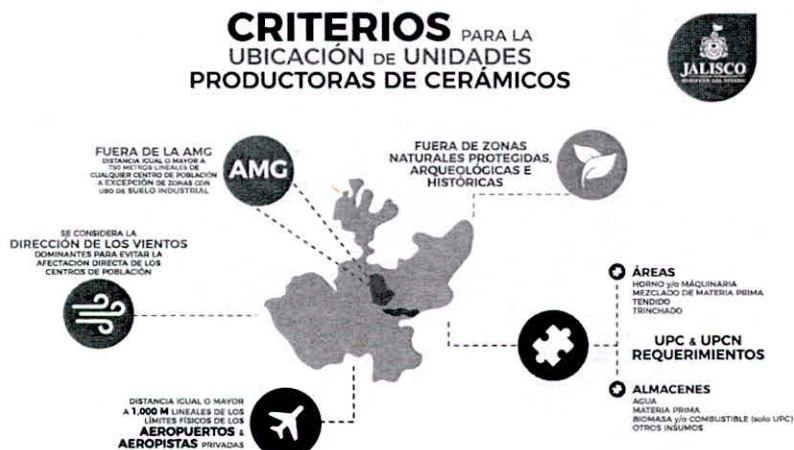 CRITERIOS PARA LA
UBICACIÓN DE UNIDADES
PRODUCTORAS DE CERÁMICOS
JALISCO
GOBIERNO DEL ESTADO
FUERA DE LA AMG
DISTANCIA IGUAL O MAYOR A
750 METROS LINEALES DE
CUALQUIER CENTRO DE POBLACIÓN
A EXCEPCIÓN DE ZONAS CON
USO DE SUELO INDUSTRIAL
AMG
FUERA DE ZONAS
NATURALES PROTEGIDAS,
ARQUEOLÓGICAS E
HISTÓRICAS
SE CONSIDERA LA
DIRECCIÓN DE LOS VIENTOS
DOMINANTES PARA EVITAR LA
AFECTACIÓN DIRECTA DE LOS
CENTROS DE POBLACIÓN
ÁREAS
HORNO y/o MÁQUINARIA
MEZCLADO DE MATERIA PRIMA
TENDIDO
TRINCHADO
UPC & UPCN
REQUERIMIENTOS
ALMACENES
AGUA
MATERIA PRIMA
BIOMASA y/o COMBUSTIBLE (solo UPC)
OTROS INSUMOS
DISTANCIA IGUAL O MAYOR
A 1,000 M LINEALES DE LOS
LÍMITES FÍSICOS DE LOS
AEROPUERTOS &
AEROPISTAS PRIVADAS